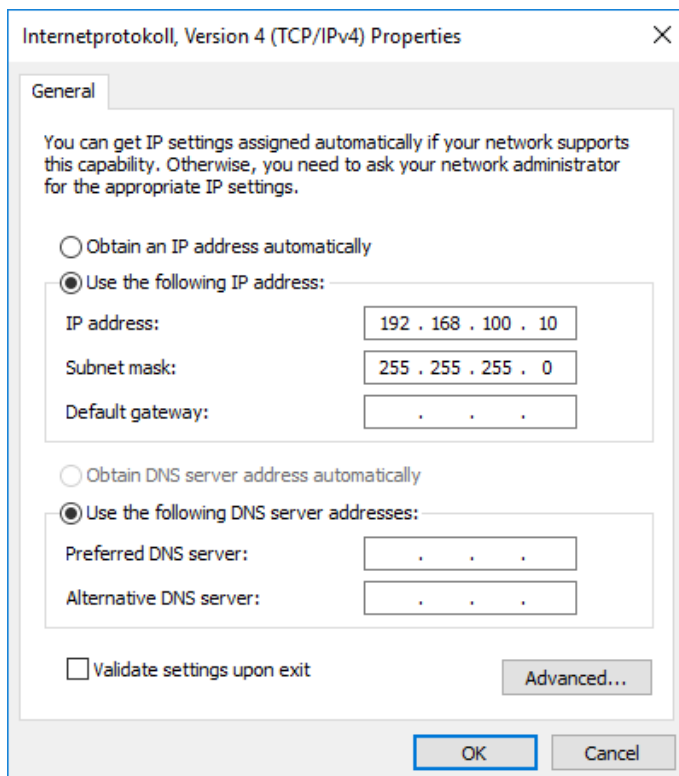 Internetprotokoll, Version 4 (TCP/IPv4) Properties
General
You can get IP settings assigned automatically if your network supports
this capability. Otherwise, you need to ask your network administrator
for the appropriate IP settings.
Obtain an IP address automatically
Use the following IP address:
IP address: 192 . 168 . 100 . 10
Subnet mask: 255 . 255 . 255 . 0
Default gateway: . . .
Obtain DNS server address automatically
Use the following DNS server addresses:
Preferred DNS server: . . .
Alternative DNS server: . . .
Validate settings upon exit
Advanced...
OK Cancel